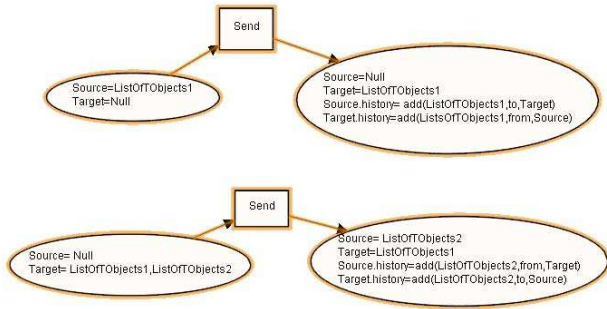 Send
Source=ListOfTObjects1
Target=Null
Source=Null
Target=ListOfTObjects1
Source.history= add(ListOfTObjects1,to,Target)
Target.history=add(ListsOfTObjects1,from,Source)
Send
Source= Null
Target= ListOfTObjects1,ListOfTObjects2
Source= ListOfTObjects2
Target=ListOfTObjects1
Source.history=add(ListOfTObjects2,from,Target)
Target.history=add(ListOfTObjects2,to,Source)